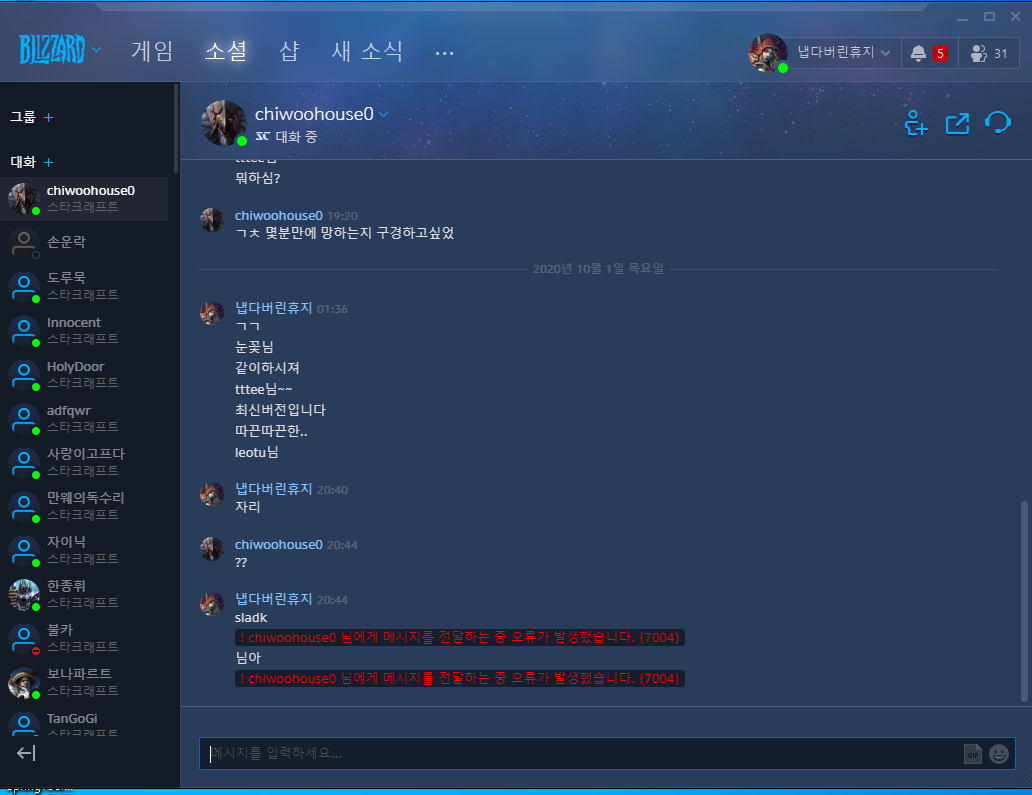 BLIZZARD
게임
소셜
샵
새 소식
...
냅다버린휴지
5
31
그룹 +
대화 +
chiwoohouse0
스타크래프트
손운락
도루묵
스타크래프트
Innocent
스타크래프트
HolyDoor
스타크래프트
adfqwr
스타크래프트
사랑이고프다
스타크래프트
만웨의독수리
스타크래프트
자이닉
스타크래프트
한종휘
스타크래프트
불카
스타크래프트
보나파르트
스타크래프트
TanGoGi
스타크래프트
chiwoohouse0
SC 대화 중
tttee님
뭐하심?
chiwoohouse0 19:20
ㄱㅊ 몇분만에 망하는지 구경하고싶었
2020년 10월 1일 목요일
냅다버린휴지 01:36
ㄱㄱ
눈꽃님
같이하시져
tttee님~~
최신버전입니다
따끈따끈한..
leotu님
냅다버린휴지 20:40
자리
chiwoohouse0 20:44
??
냅다버린휴지 20:44
sladk
! chiwoohouse0 님에게 메시지를 전달하는 중 오류가 발생했습니다. (7004)
님아
! chiwoohouse0 님에게 메시지를 전달하는 중 오류가 발생했습니다. (7004)
메시지를 입력하세요...
GIF